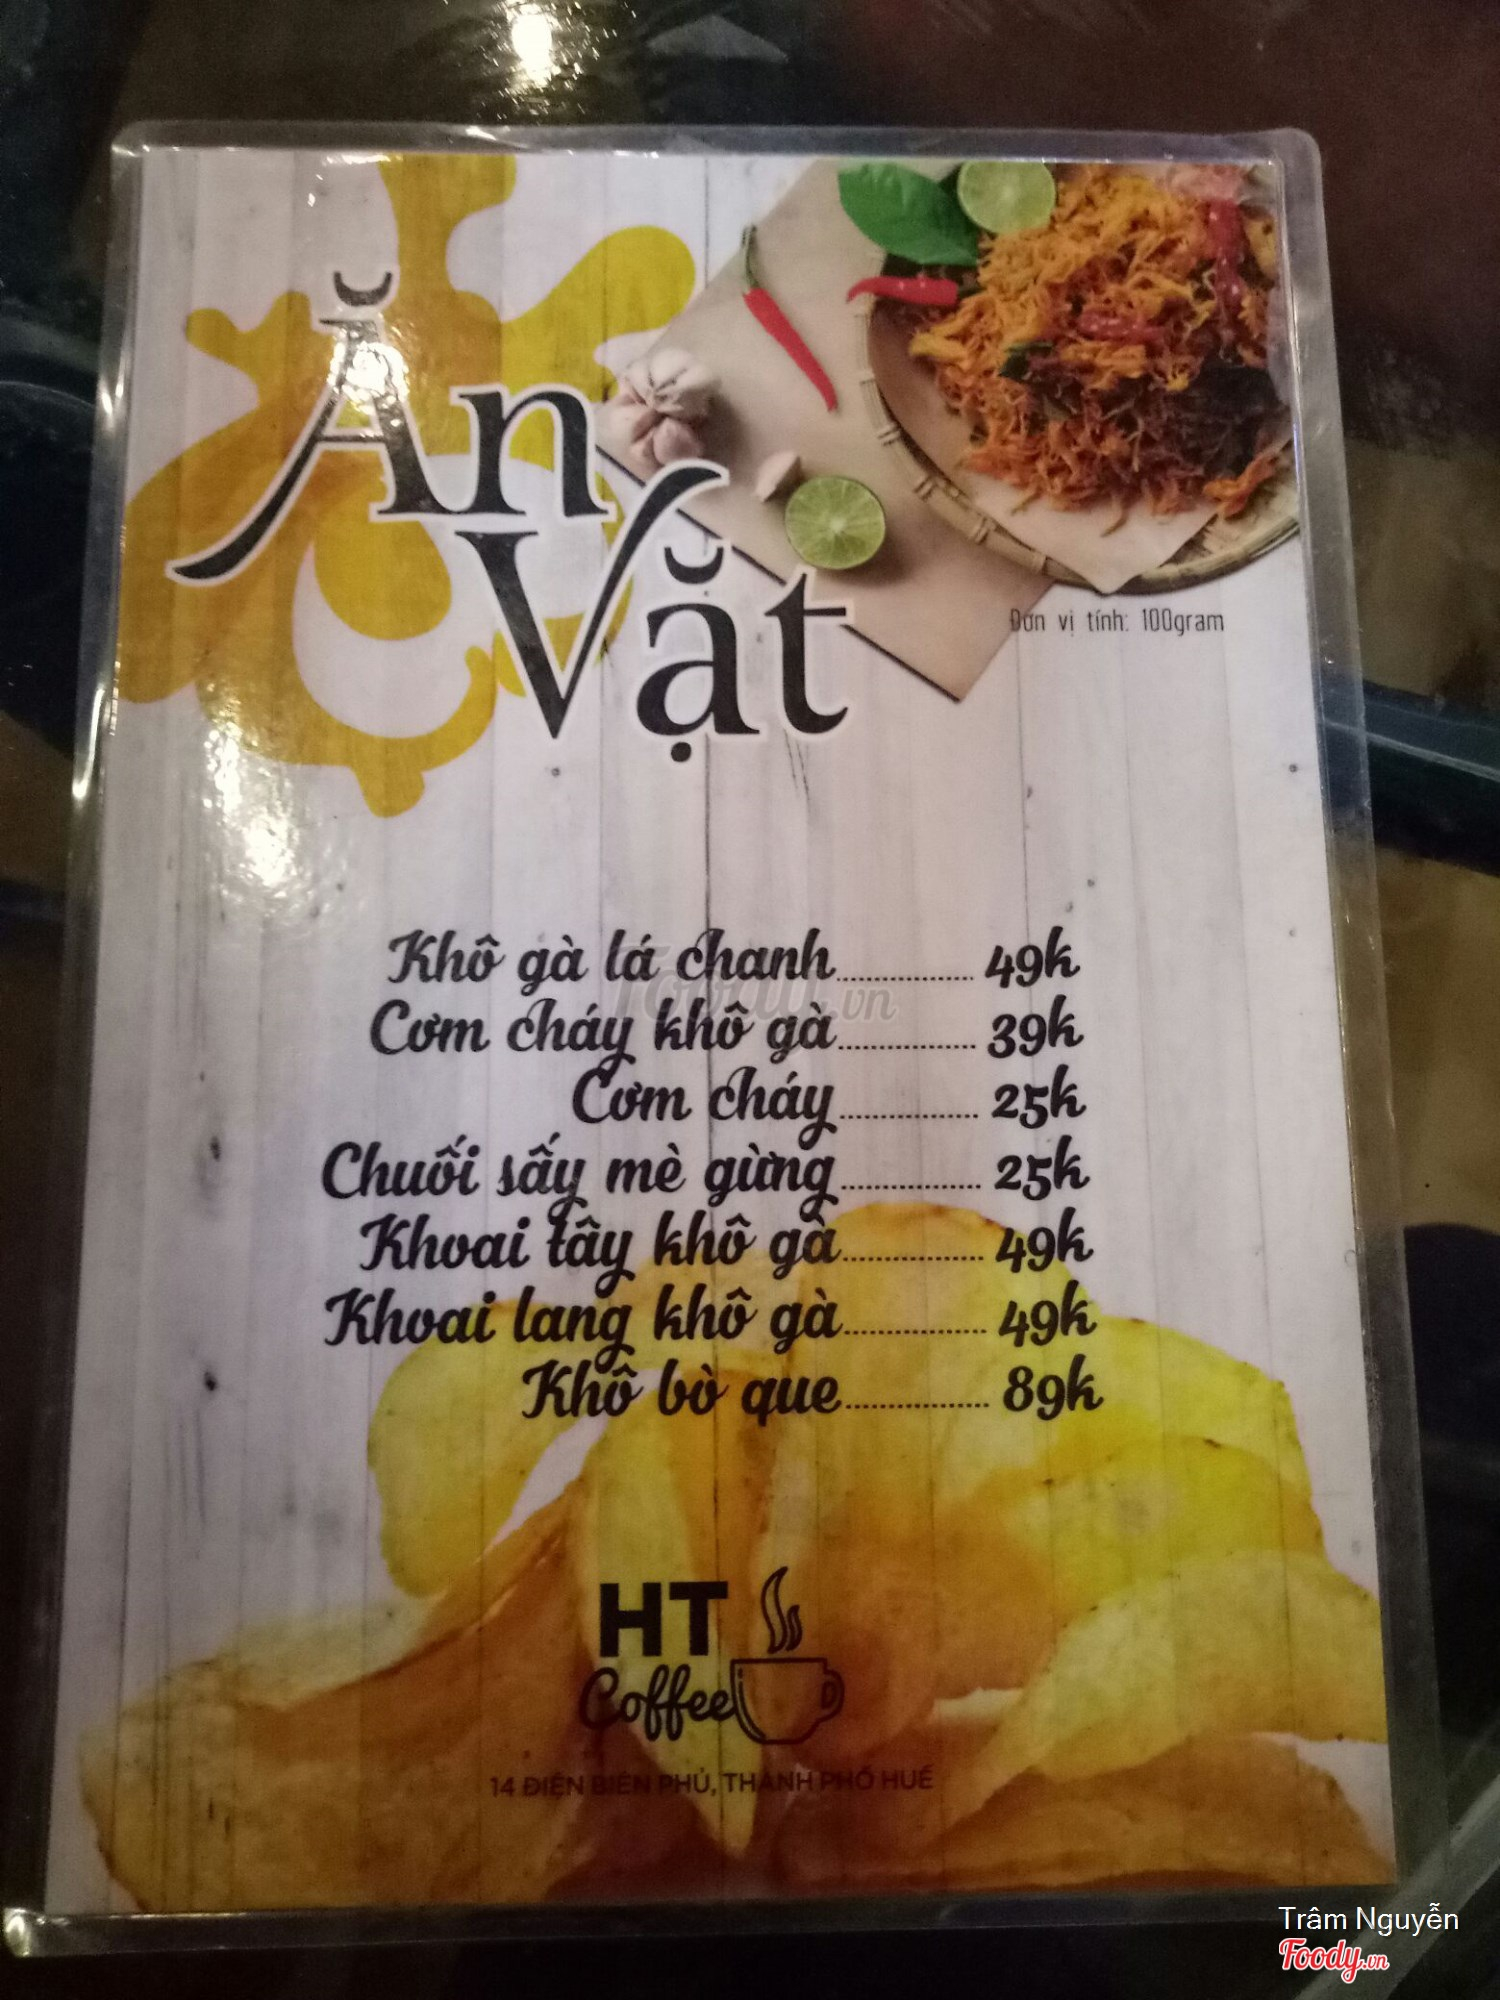 Ăn
Vặt
Đơn vị tính: 100gram
Khô gà lá chanh.............. 49k
Cơm cháy khô gà.............. 39k
Cơm cháy.............. 25k
Chuối sấy mè gừng.............. 25k
Khoai tây khô gà.............. 49k
Khoai lang khô gà.............. 49k
Khô bò que.............. 89k
Foody.vn
HT
Coffee
14 ĐIỆN BIÊN PHỦ, THÀNH PHỐ HUẾ
Trâm Nguyễn
Foody.vn